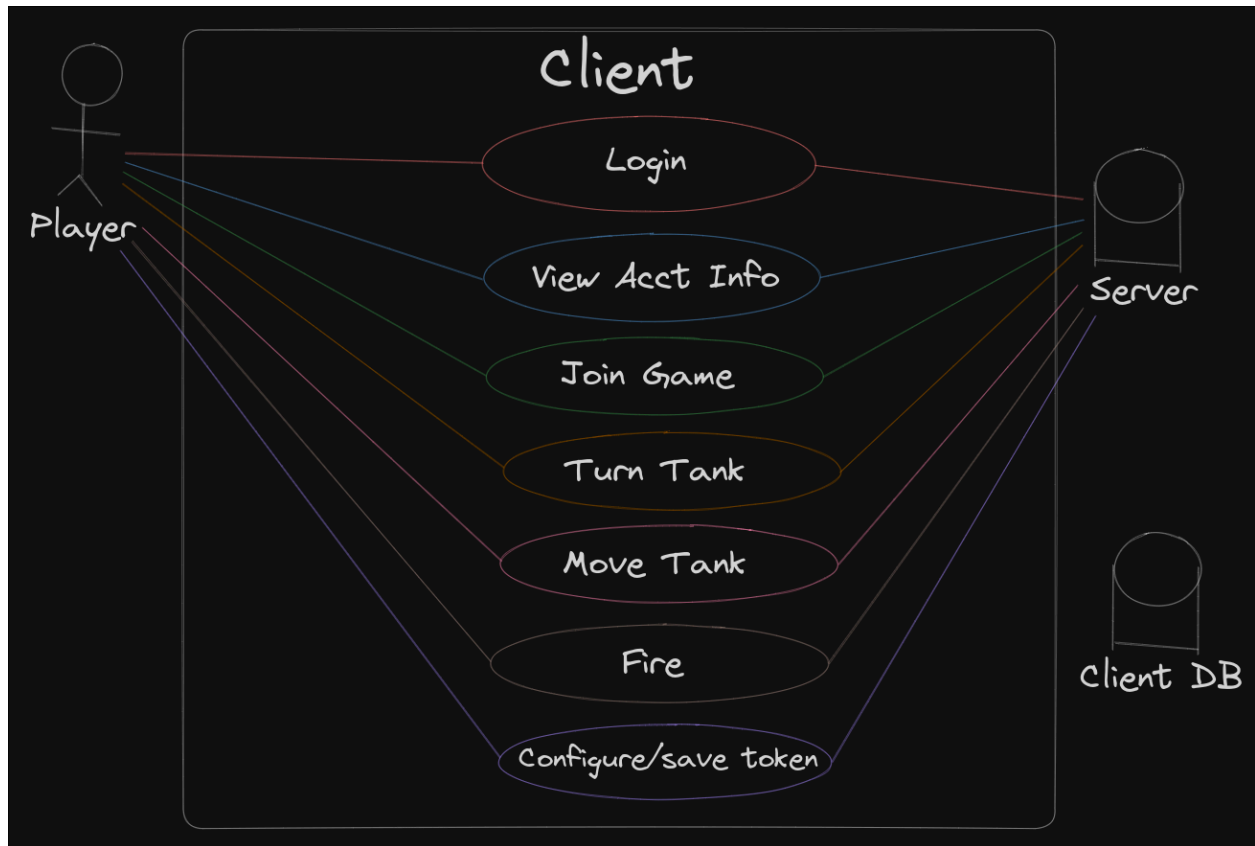 Client
Login
Player
View Acct Info
Server
Join Game
Turn Tank
Move Tank
Fire
Client DB
Configure/save token